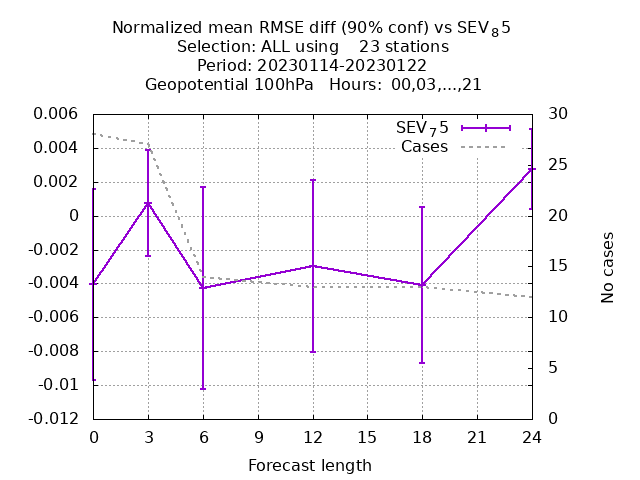 Normalized mean RMSE diff (90% conf) vs SEV₈5
Selection: ALL using    23 stations
Period: 20230114-20230122
Geopotential 100hPa   Hours: 00,03,...,21
SEV₇5
Cases
0.006
0.004
0.002
0
-0.002
-0.004
-0.006
-0.008
-0.01
-0.012
30
25
20
15
10
5
0
No cases
0 3 6 9 12 15 18 21 24
Forecast length